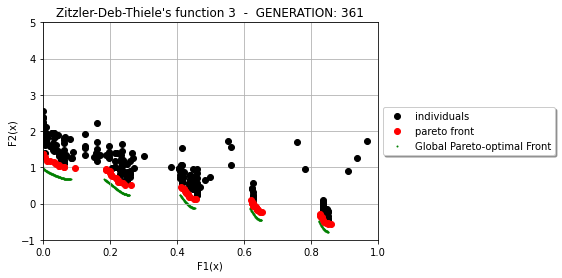 Zitzler-Deb-Thiele's function 3 - GENERATION: 361
5
4
3
2
1
0
−1
F2(x)
0.0 0.2 0.4 0.6 0.8 1.0
F1(x)
individuals
pareto front
Global Pareto-optimal Front